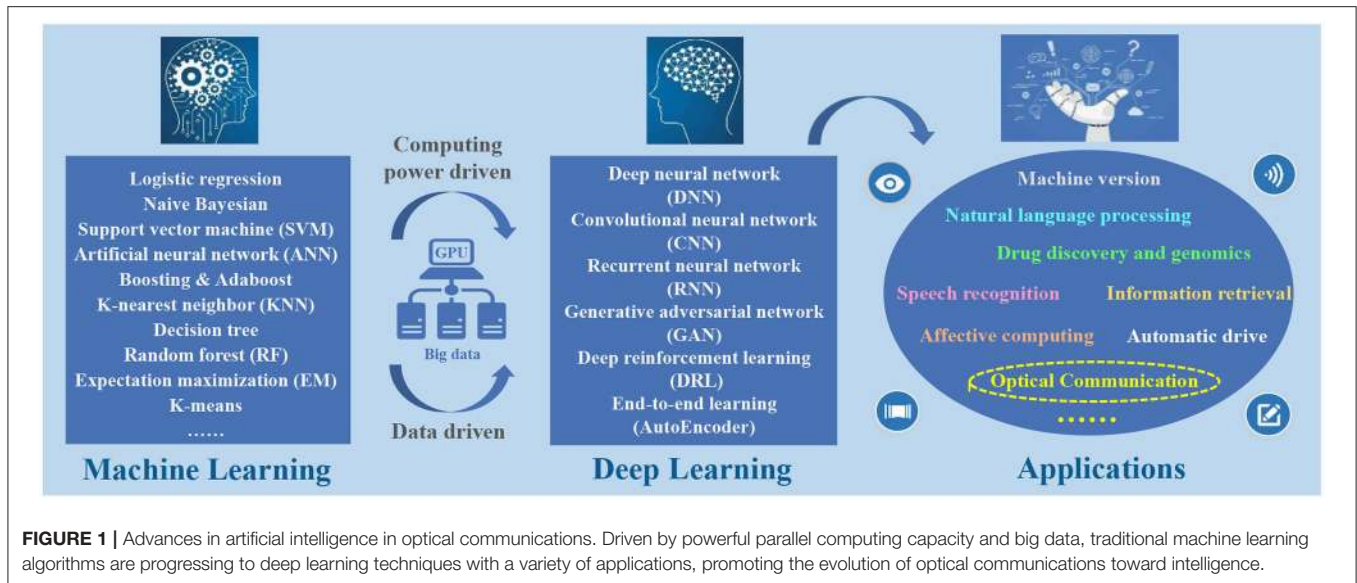 Logistic regression
Naive Bayesian
Support vector machine (SVM)
Artificial neural network (ANN)
Boosting & Adaboost
K-nearest neighbor (KNN)
Decision tree
Random forest (RF)
Expectation maximization (EM)
K-means
......
Machine Learning
Computing
power driven
GPU
Big data
Data driven
Deep neural network
(DNN)
Convolutional neural network
(CNN)
Recurrent neural network
(RNN)
Generative adversarial network
(GAN)
Deep reinforcement learning
(DRL)
End-to-end learning
(AutoEncoder)
Deep Learning
! ?
Machine version
Natural language processing
Drug discovery and genomics
Speech recognition Information retrieval
Affective computing Automatic drive
Optical Communication
......
Applications
FIGURE 1 | Advances in artificial intelligence in optical communications. Driven by powerful parallel computing capacity and big data, traditional machine learning
algorithms are progressing to deep learning techniques with a variety of applications, promoting the evolution of optical communications toward intelligence.